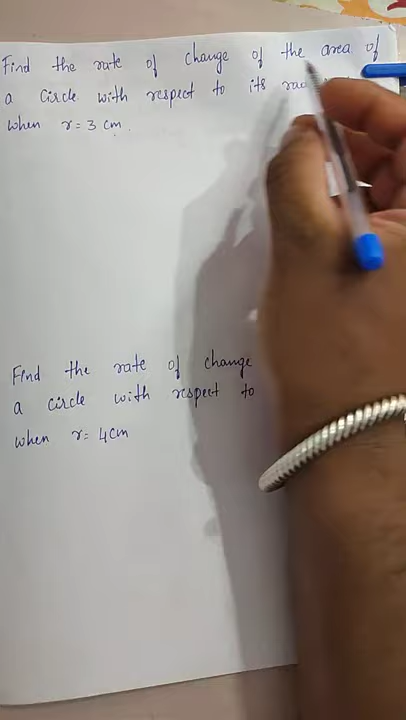 Find the rate of change of the area of
a circle with respect to its
when r = 3 cm.
Find the rate of change
a circle with respect to
when r = 4cm